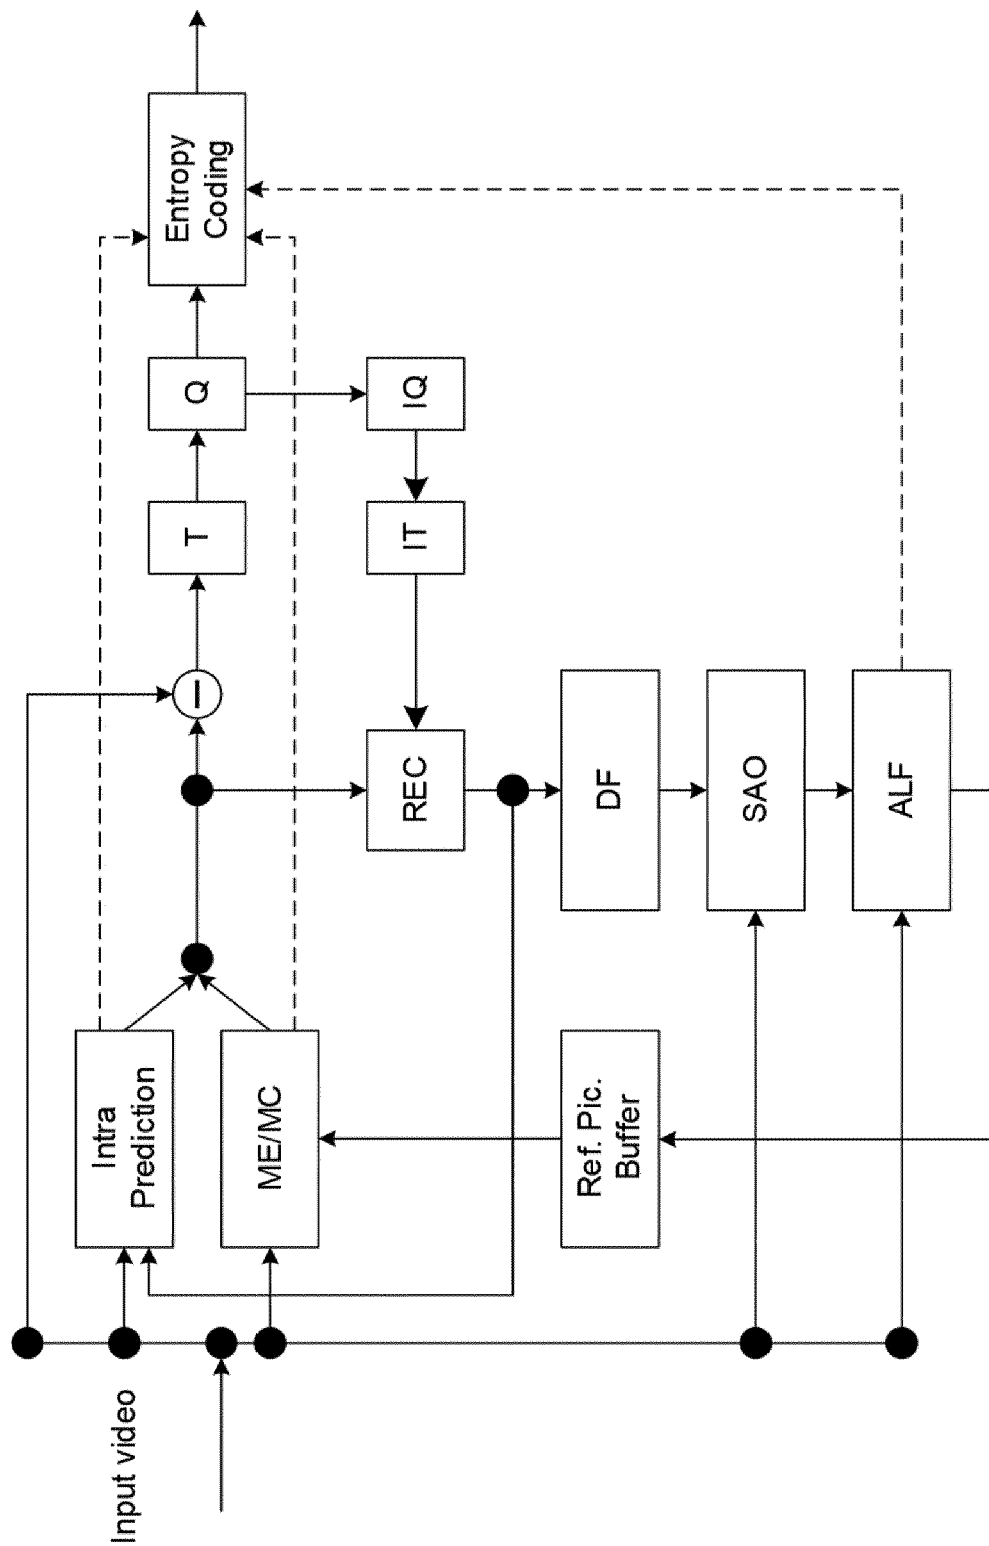 Input video
Intra
Prediction
ME/MC
Ref. Pic.
Buffer
T
Q
Entropy
Coding
IQ
IT
REC
DF
SAO
ALF